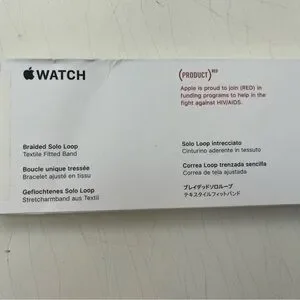 WATCH
(PRODUCT)RED
Apple is proud to join (RED) in
funding programs to help in the
fight against HIV/AIDS.
Braided Solo Loop
Textile Fitted Band
Boucle unique tressée
Bracelet ajusté en tissu
Geflochtenes Solo Loop
Stretcharmband aus Textil
Solo Loop intrecciato
Cinturino aderente in tessuto
Correa Loop trenzada sencilla
Correa de tela ajustada
ブレイデッドソロループ
テキスタイルフィットバンド